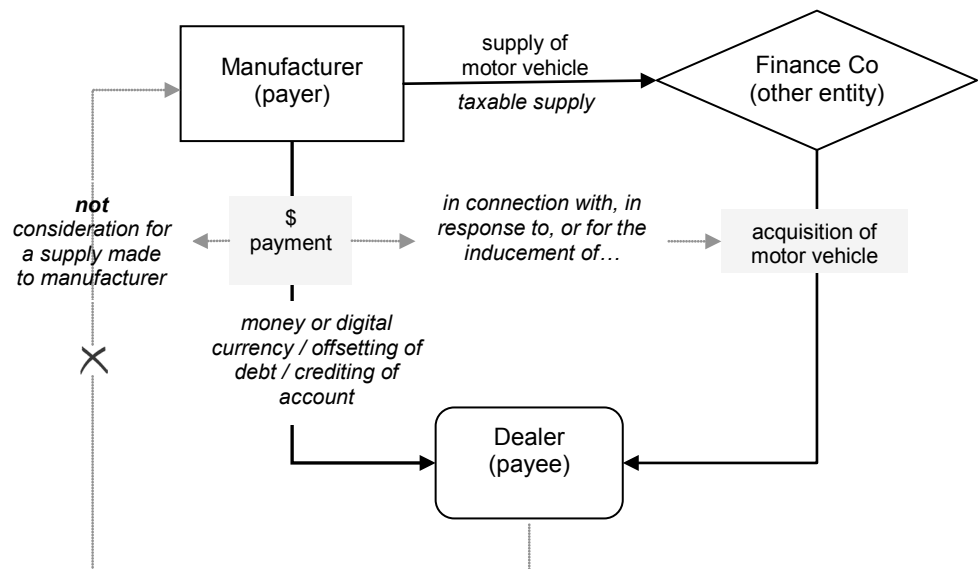 Manufacturer
(payer)
supply of
motor vehicle
taxable supply
Finance Co
(other entity)
not
consideration for
a supply made
to manufacturer
$
payment
in connection with, in
response to, or for the
inducement of…
acquisition of
motor vehicle
money or digital
currency / offsetting of
debt / crediting of
account
Dealer
(payee)